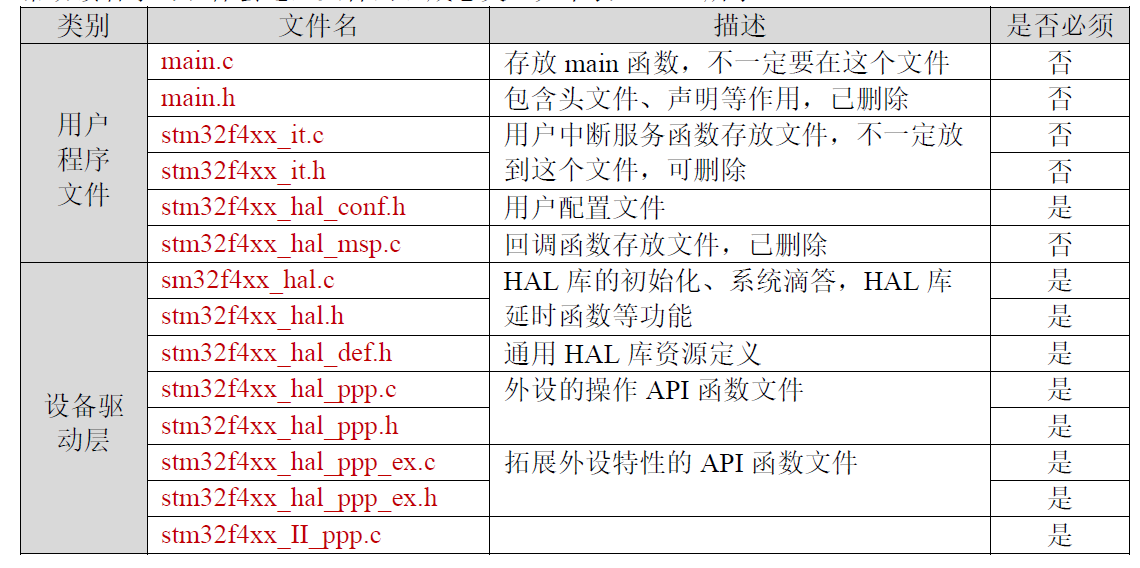 类别 文件名 描述 是否必须
用户程序文件 main.c 存放 main 函数，不一定要在这个文件 否
main.h 包含头文件、声明等作用，已删除 否
stm32f4xx_it.c 用户中断服务函数存放文件，不一定放 否
stm32f4xx_it.h 到这个文件，可删除 否
stm32f4xx_hal_conf.h 用户配置文件 是
stm32f4xx_hal_msp.c 回调函数存放文件，已删除 否
设备驱动层 sm32f4xx_hal.c HAL 库的初始化、系统滴答，HAL 库 是
stm32f4xx_hal.h 延时函数等功能 是
stm32f4xx_hal_def.h 通用 HAL 库资源定义 是
stm32f4xx_hal_ppp.c 外设的操作 API 函数文件 是
stm32f4xx_hal_ppp.h 是
stm32f4xx_hal_ppp_ex.c 拓展外设特性的 API 函数文件 是
stm32f4xx_hal_ppp_ex.h 是
stm32f4xx_II_ppp.c 是